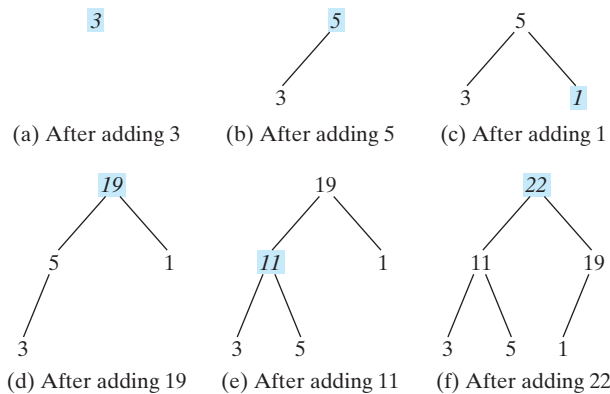 3
5
3
5
3 1
(a) After adding 3
(b) After adding 5
(c) After adding 1
19
5 1
3
19
11 1
3 5
22
11 19
3 5 1
(d) After adding 19
(e) After adding 11
(f) After adding 22